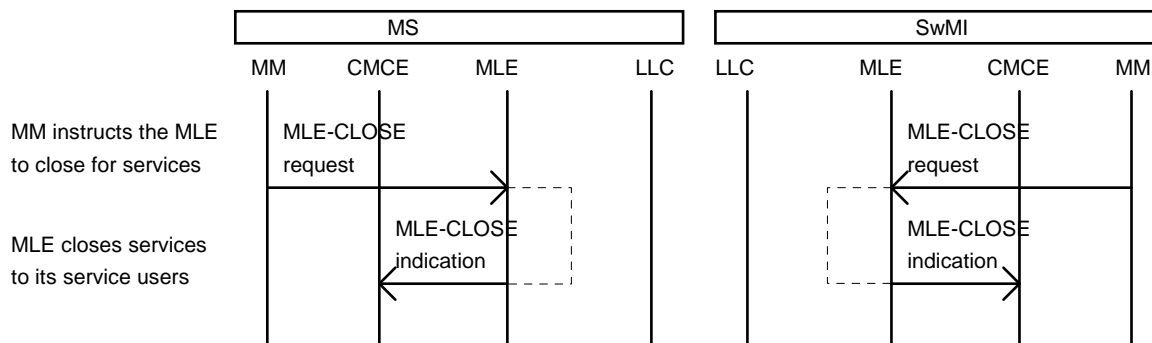 MS SwMI
MM CMCE MLE LLC LLC MLE CMCE MM
MM instructs the MLE
to close for services
MLE-CLOSE
request
MLE-CLOSE
request
MLE closes services
to its service users
MLE-CLOSE
indication
MLE-CLOSE
indication